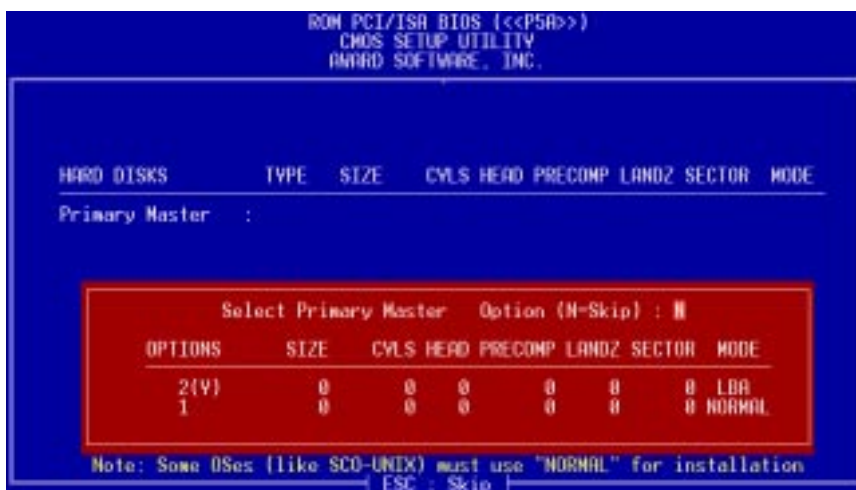 ROM PCI/ISA BIOS (<<P5A>>)
CMOS SETUP UTILITY
AWARD SOFTWARE, INC.
HARD DISKS TYPE SIZE CYLS HEAD PRECOMP LANDZ SECTOR MODE
Primary Master :
Select Primary Master Option (N=Skip) : N
OPTIONS SIZE CYLS HEAD PRECOMP LANDZ SECTOR MODE
2(Y) 0 0 0 0 0 0 LBA
1 0 0 0 0 0 0 NORMAL
Note: Some OSes (like SCO-UNIX) must use "NORMAL" for installation
ESC : Skip